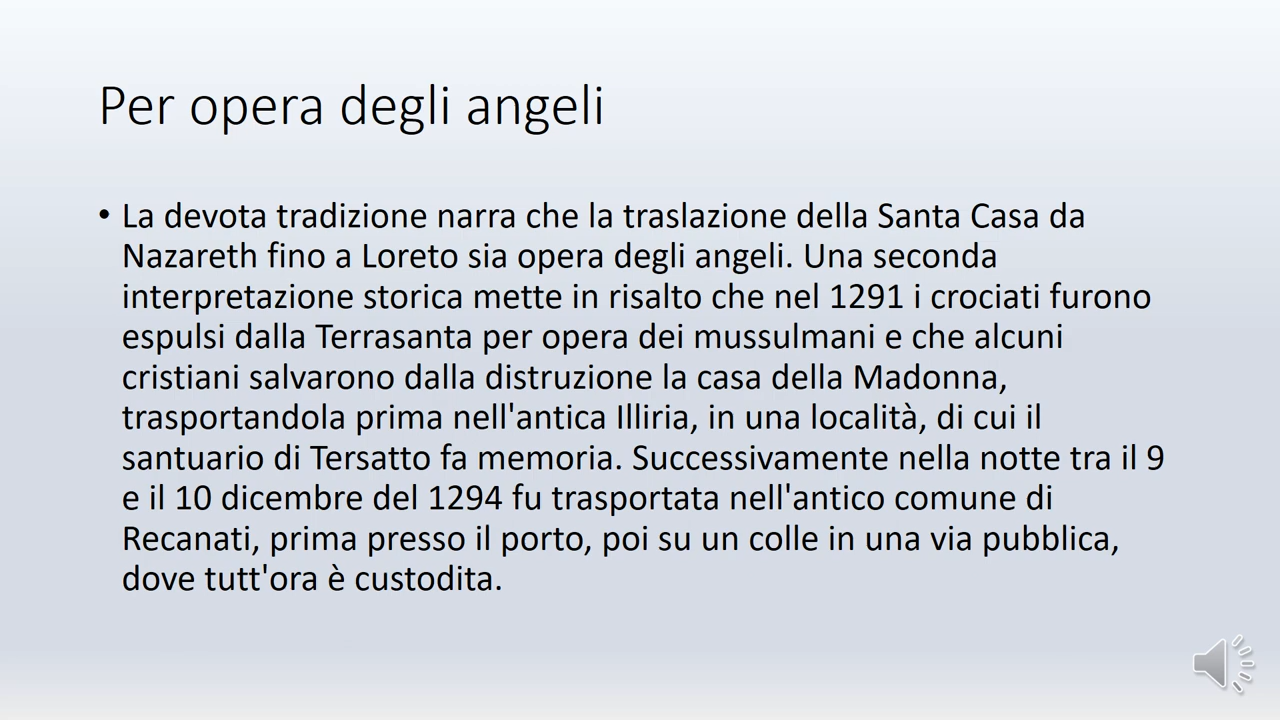 Per opera degli angeli
• La devota tradizione narra che la traslazione della Santa Casa da
Nazareth fino a Loreto sia opera degli angeli. Una seconda
interpretazione storica mette in risalto che nel 1291 i crociati furono
espulsi dalla Terrasanta per opera dei mussulmani e che alcuni
cristiani salvarono dalla distruzione la casa della Madonna,
trasportandola prima nell'antica Illiria, in una località, di cui il
santuario di Tersatto fa memoria. Successivamente nella notte tra il 9
e il 10 dicembre del 1294 fu trasportata nell'antico comune di
Recanati, prima presso il porto, poi su un colle in una via pubblica,
dove tutt'ora è custodita.